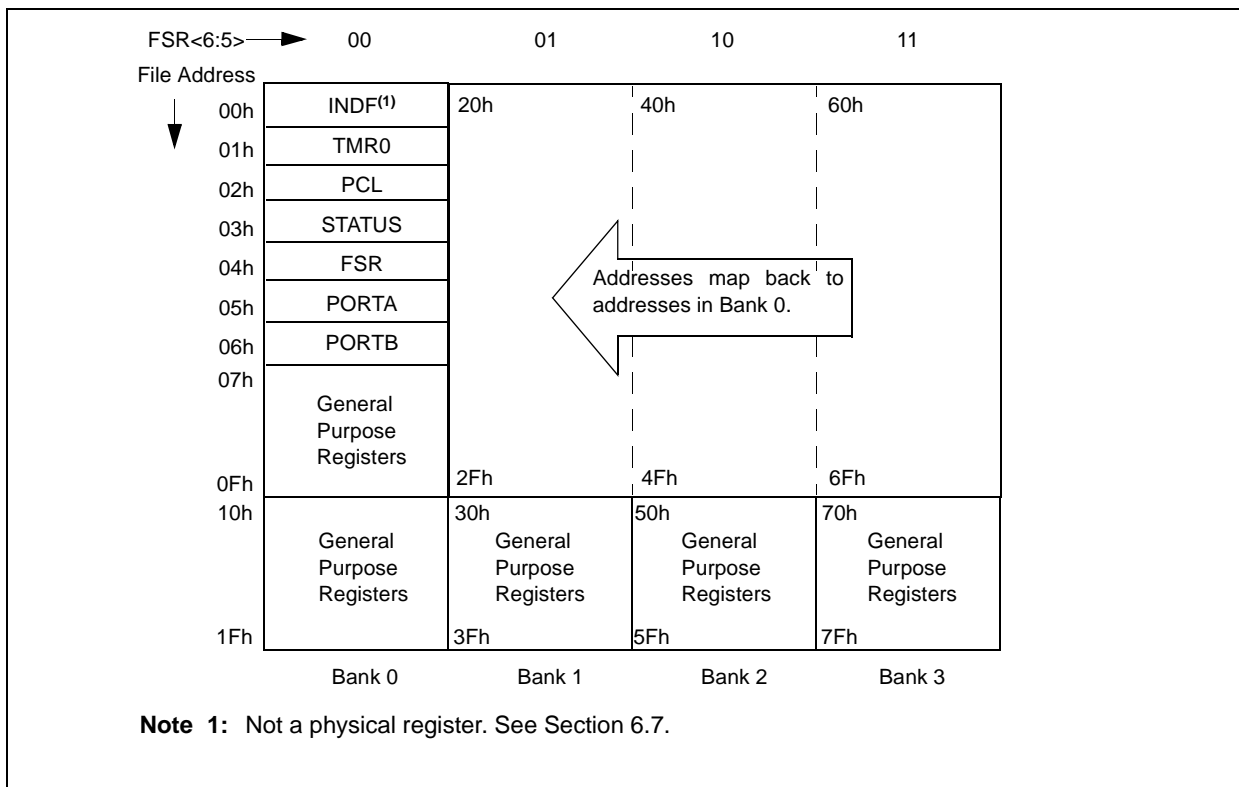 FSR<6:5> 00 01 10 11
File Address
00h INDF(1) 20h 40h 60h
01h TMR0
02h PCL
03h STATUS
04h FSR
Addresses map back to
05h PORTA
addresses in Bank 0.
06h PORTB
07h
General
Purpose
Registers
0Fh 2Fh 4Fh 6Fh
10h 30h 50h 70h
General General General General
Purpose Purpose Purpose Purpose
Registers Registers Registers Registers
1Fh 3Fh 5Fh 7Fh
Bank 0 Bank 1 Bank 2 Bank 3
Note 1: Not a physical register. See Section 6.7.